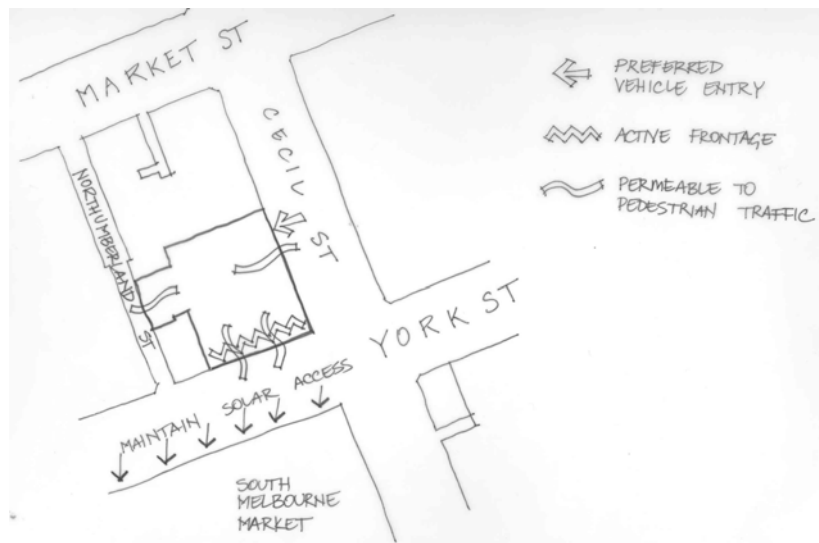 MARKET ST
CECIL ST
NORTHUMBERLAND ST
YORK ST
MAINTAIN SOLAR ACCESS
SOUTH
MELBOURNE
MARKET
PREFERRED
VEHICLE ENTRY
ACTIVE FRONTAGE
PERMEABLE TO
PEDESTRIAN TRAFFIC